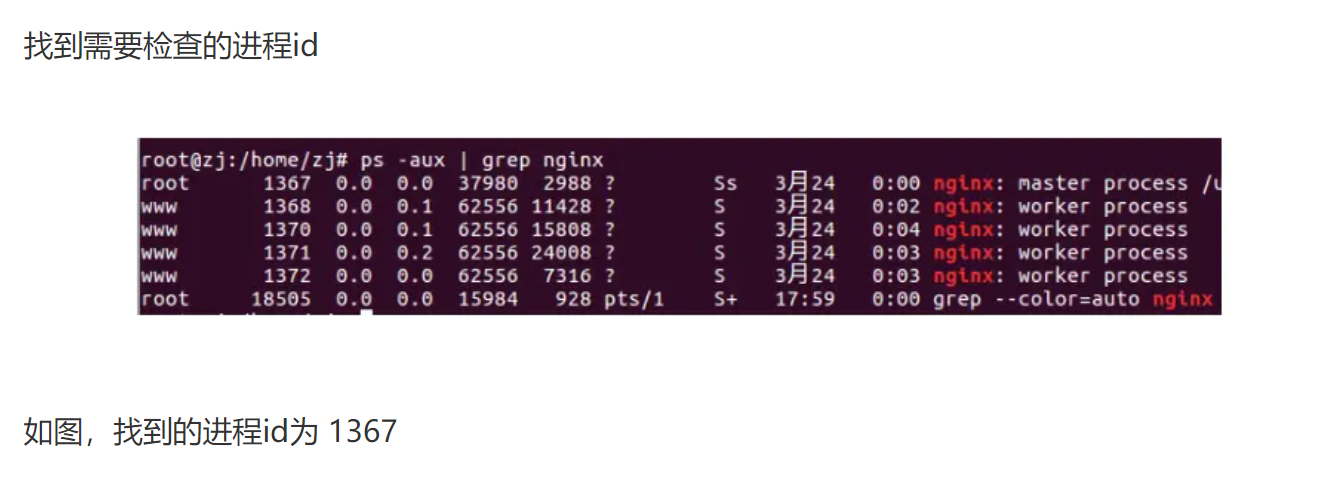 找到需要检查的进程id
root@zj:/home/zj# ps -aux | grep nginx
root 1367 0.0 0.0 37980 2988 ? Ss 3月24 0:00 nginx: master process /u
www 1368 0.0 0.1 62556 11428 ? S 3月24 0:02 nginx: worker process
www 1370 0.0 0.1 62556 15808 ? S 3月24 0:04 nginx: worker process
www 1371 0.0 0.2 62556 24008 ? S 3月24 0:03 nginx: worker process
www 1372 0.0 0.0 62556 7316 ? S 3月24 0:03 nginx: worker process
root 18505 0.0 0.0 15984 928 pts/1 S+ 17:59 0:00 grep --color=auto nginx
如图，找到的进程id为 1367